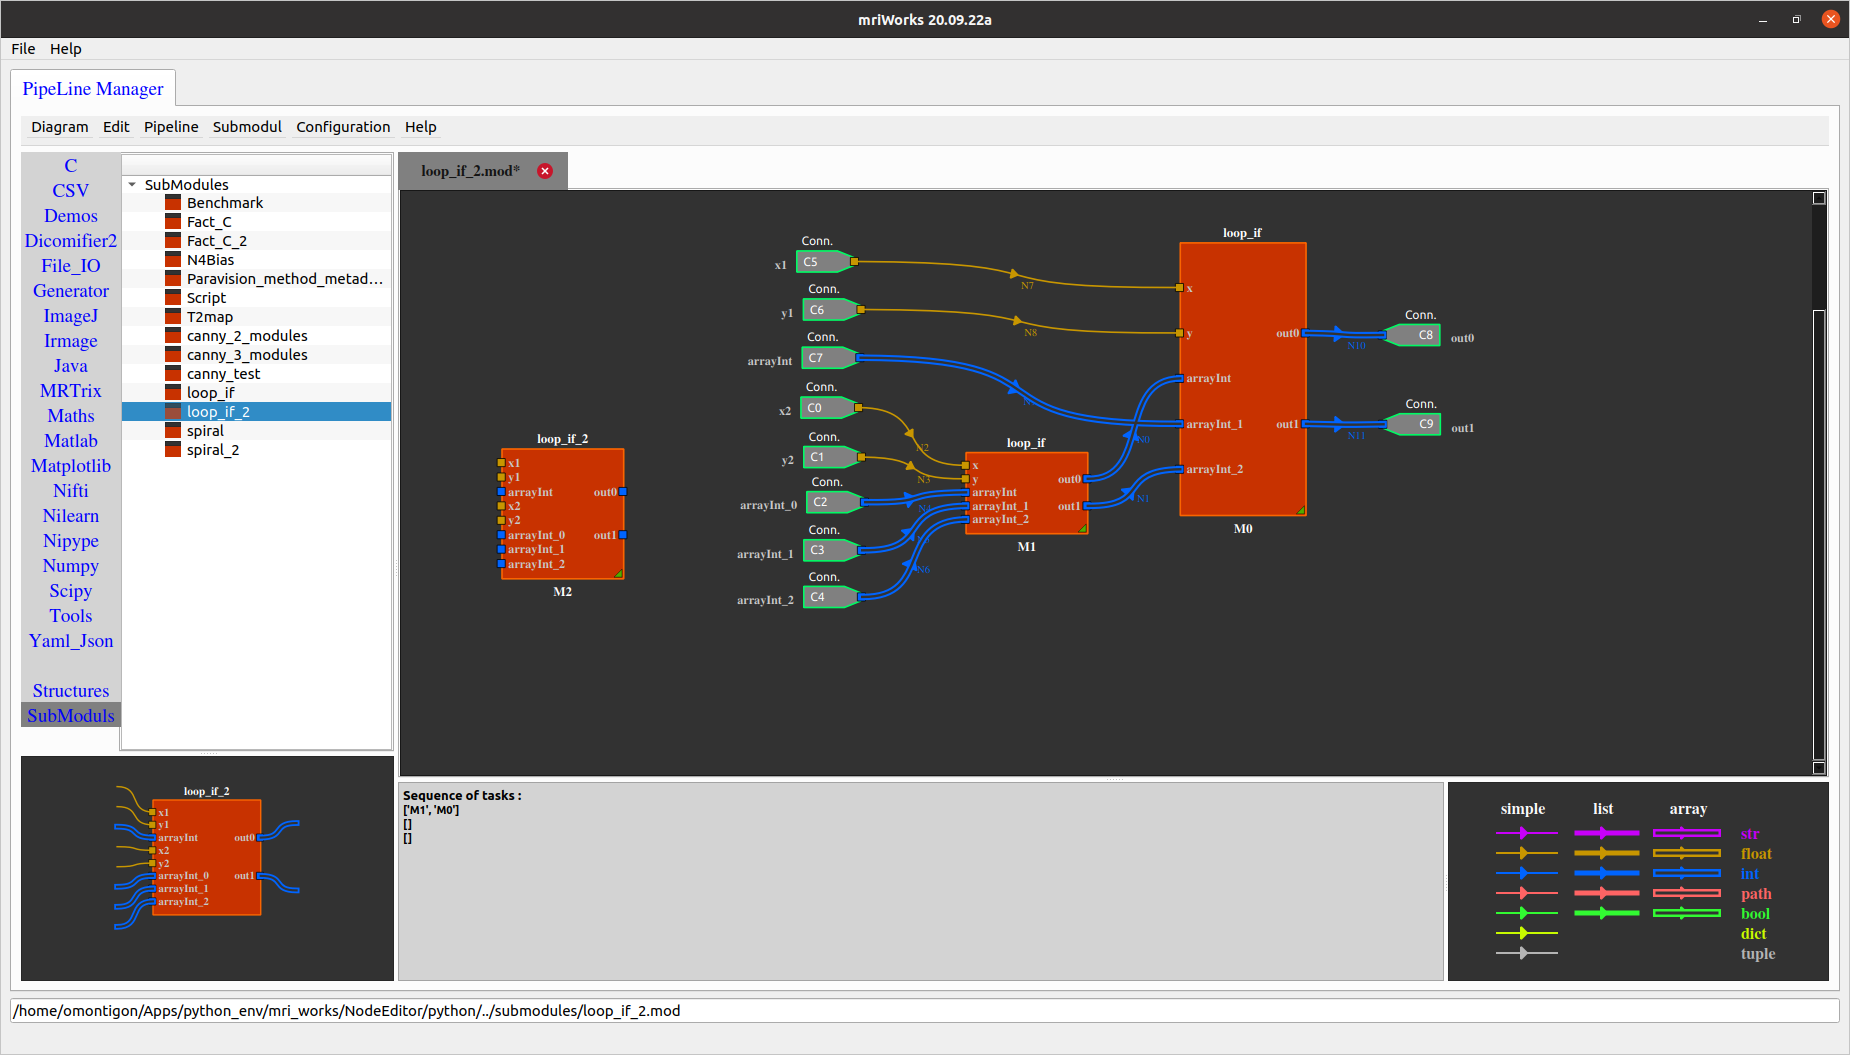 mriWorks 20.09.22a
File Help
PipeLine Manager
Diagram Edit Pipeline Submodul Configuration Help
C
CSV
Demos
Dicomifier2
File_IO
Generator
ImageJ
Irmage
Java
MRTrix
Maths
Matlab
Matplotlib
Nifti
Nilearn
Nipype
Numpy
Scipy
Tools
Yaml_Json
Structures
SubModuls
SubModules
Benchmark
Fact_C
Fact_C_2
N4Bias
Paravision_method_metad...
Script
T2map
canny_2_modules
canny_3_modules
canny_test
loop_if
loop_if_2
spiral
spiral_2
loop_if_2.mod*
loop_if_2
x1
y1
arrayInt out0
x2
y2
arrayInt_0 out1
arrayInt_1
arrayInt_2
M2
Conn.
x1 C5
N7
Conn.
y1 C6
N8
Conn.
arrayInt C7
Conn.
x2 C0
N2
Conn.
y2 C1
N3
Conn.
arrayInt_0 C2
Conn.
arrayInt_1 C3
Conn.
arrayInt_2 C4
N6
loop_if
x
y out0
arrayInt
arrayInt_1 out1
arrayInt_2
M1
N0
N1
loop_if
x
y out0
arrayInt
arrayInt_1 out1
arrayInt_2
M0
N10
Conn.
C8 out0
N11
Conn.
C9 out1
loop_if_2
x1
y1
arrayInt out0
x2
y2
arrayInt_0 out1
arrayInt_1
arrayInt_2
Sequence of tasks :
['M1', 'M0']
[]
[]
simple list array
str
float
int
path
bool
dict
tuple
/home/omontigon/Apps/python_env/mri_works/NodeEditor/python/../submodules/loop_if_2.mod